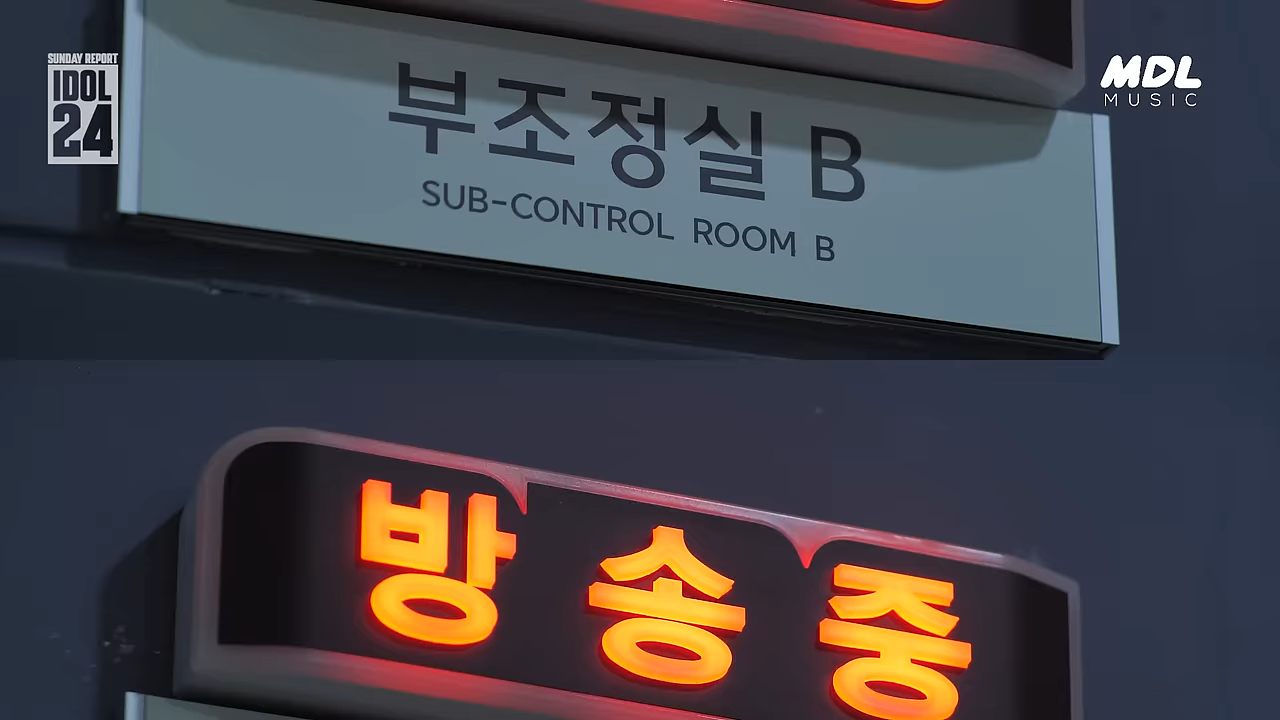 SUNDAY REPORT
IDOL
24
MDL
MUSIC
부조정실 B
SUB-CONTROL ROOM B
방송중